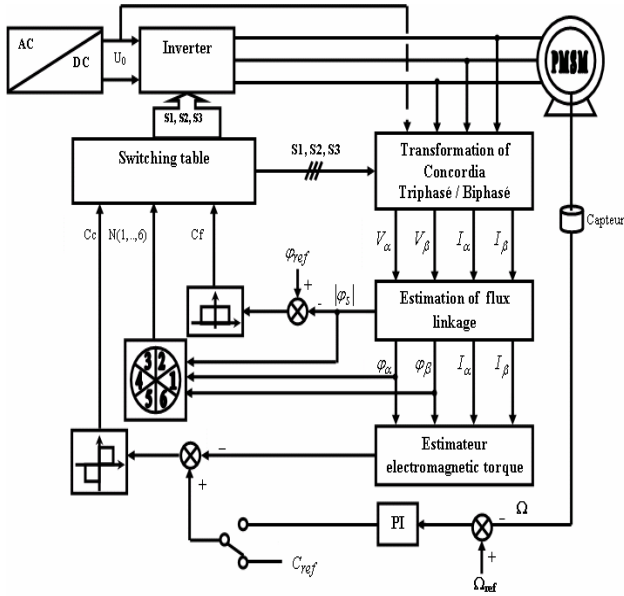 AC
DC
U0
Inverter
PMSM
S1, S2, S3
Switching table
S1, S2, S3
Transformation of
Concordia
Triphasé / Biphasé
Capteur
Cc
N(1,..,6)
Cf
Vα
Vβ
Iα
Iβ
φref
+
-
|φs|
Estimation of flux
linkage
3 2
4 1
5 6
φα
φβ
Iα
Iβ
Estimateur
electromagnetic torque
-
+
PI
-
Ω
+
Cref
Ωref